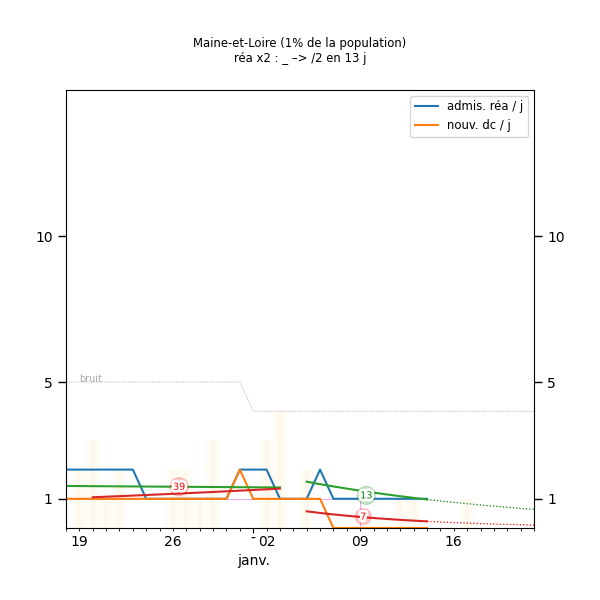 Maine-et-Loire (1% de la population)
réa x2 : _ –> /2 en 13 j
admis. réa / j
nouv. dc / j
10 10
bruit
5 5
39
13
1 1
7
19 26 02 09 16
janv.